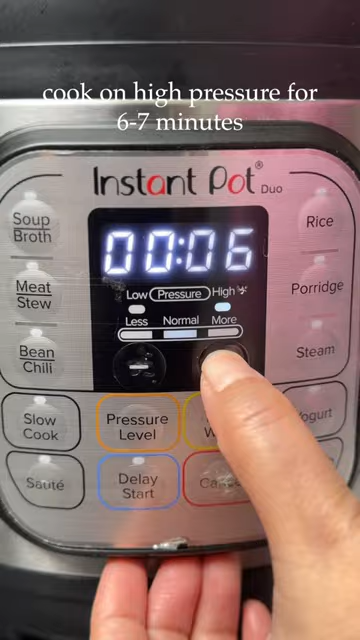 cook on high pressure for
6-7 minutes
Instant Pot® Duo
00:06
Low Pressure High
Less Normal More
Soup
Broth
Meat
Stew
Bean
Chili
Slow
Cook
Sauté
Pressure
Level
Delay
Start
Rice
Porridge
Steam
Yogurt